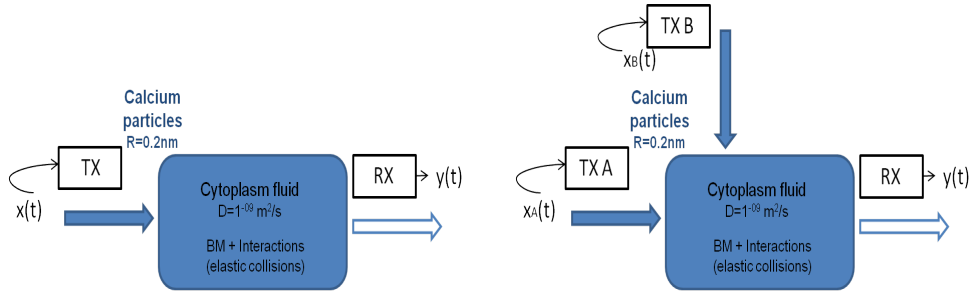 Calcium
particles
R=0.2nm
TX
x(t)
Cytoplasm fluid
D=1⁻⁰⁹ m²/s
BM + Interactions
(elastic collisions)
RX
y(t)
TX B
xB(t)
Calcium
particles
R=0.2nm
TX A
xA(t)
Cytoplasm fluid
D=1⁻⁰⁹ m²/s
BM + Interactions
(elastic collisions)
RX
y(t)